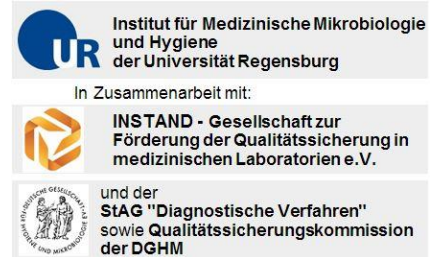 UR
Institut für Medizinische Mikrobiologie
und Hygiene
der Universität Regensburg
In Zusammenarbeit mit:
INSTAND - Gesellschaft zur
Förderung der Qualitätssicherung in
medizinischen Laboratorien e.V.
und der
StAG "Diagnostische Verfahren"
sowie Qualitätssicherungskommission
der DGHM